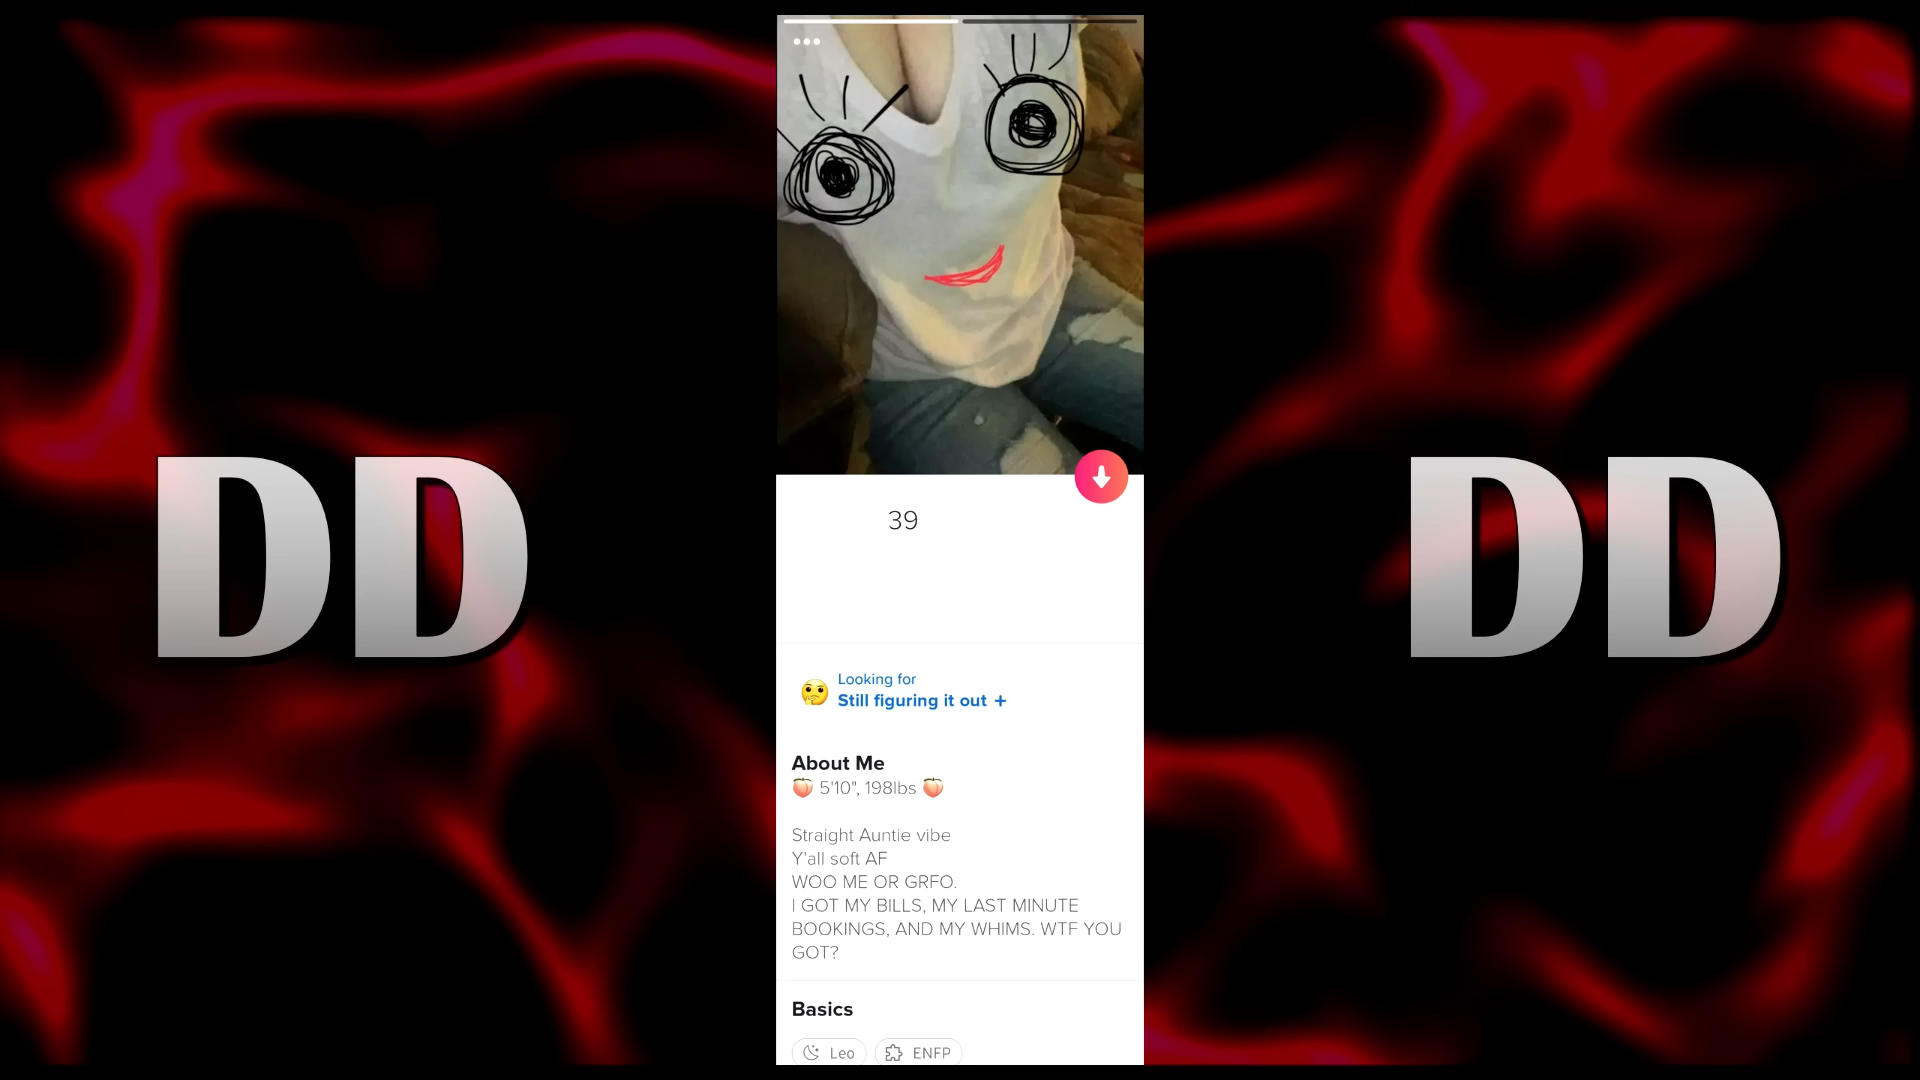 DD
DD
39
Looking for
Still figuring it out +
About Me
🍑 5'10", 198lbs 🍑
Straight Auntie vibe
Y'all soft AF
WOO ME OR GRFO.
I GOT MY BILLS, MY LAST MINUTE
BOOKINGS, AND MY WHIMS. WTF YOU
GOT?
Basics
Leo
ENFP